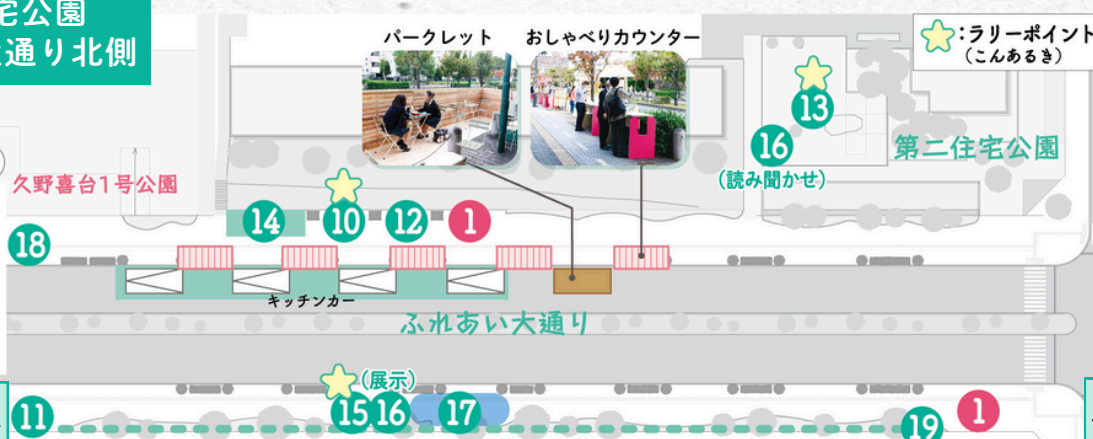 宅公園
通り北側
パークレット
おしゃべりカウンター
:ラリーポイント
(こんあるき)
13
16
(読み聞かせ)
第二住宅公園
久野喜台1号公園
14
10
12
1
18
キッチンカー
ふれあい大通り
(展示)
15
16
17
11
19
1